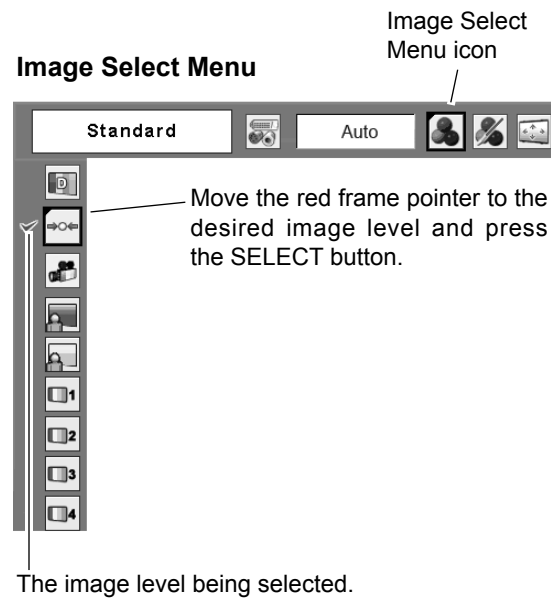 Image Select
Menu icon
Image Select Menu
Standard
Auto
D
Move the red frame pointer to the
desired image level and press
the SELECT button.
1
2
3
4
The image level being selected.